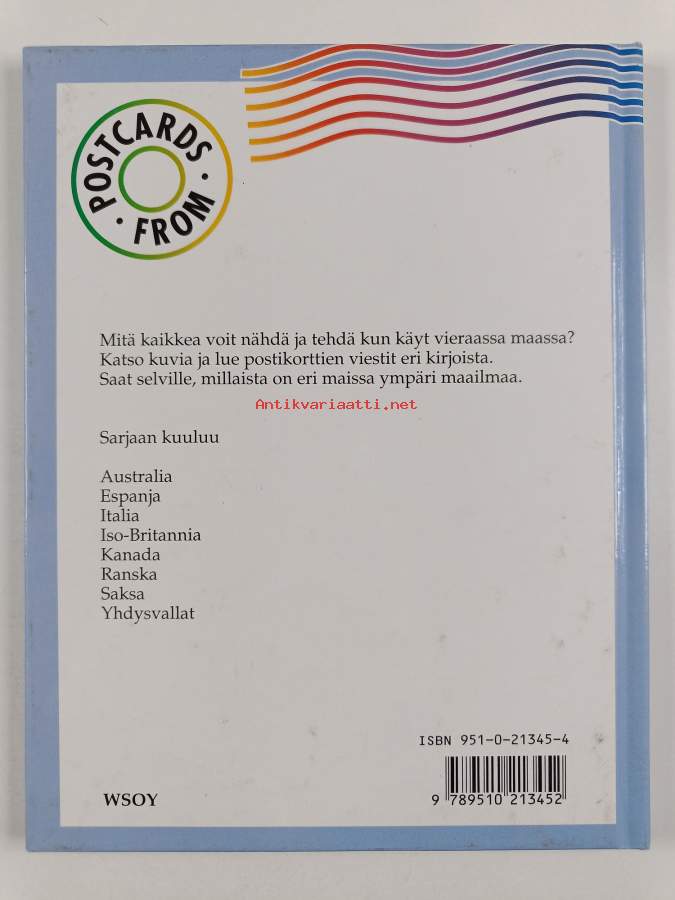 POSTCARDS
· FROM ·
Mitä kaikkea voit nähdä ja tehdä kun käyt vieraassa maassa?
Katso kuvia ja lue postikorttien viestit eri kirjoista.
Saat selville, millaista on eri maissa ympäri maailmaa.
Antikvariaatti.net
Sarjaan kuuluu
Australia
Espanja
Italia
Iso-Britannia
Kanada
Ranska
Saksa
Yhdysvallat
ISBN 951-0-21345-4
9 789510 213452
WSOY